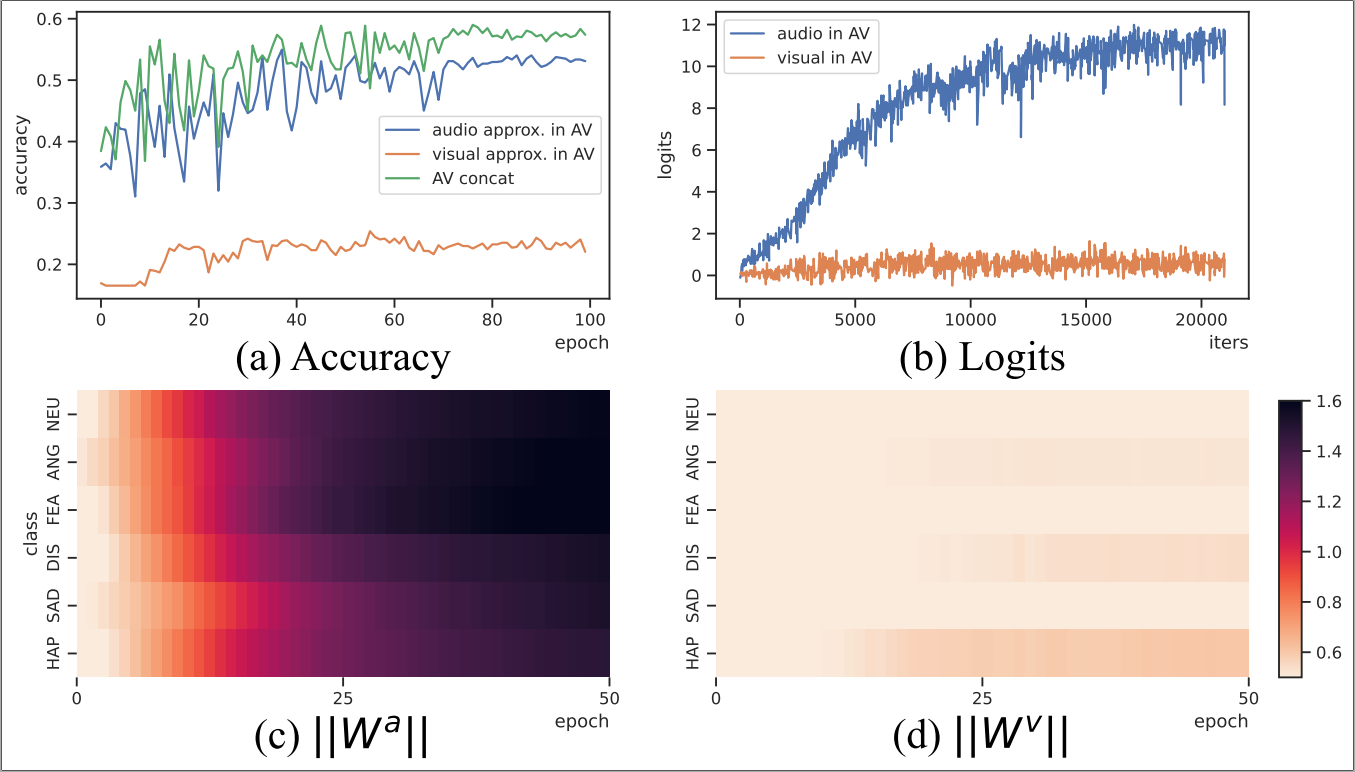 0.6
0.5
0.4
0.3
0.2
accuracy
audio approx. in AV
visual approx. in AV
AV concat
0 20 40 60 80 100
epoch
(a) Accuracy
12
10
8
6
4
2
0
logits
audio in AV
visual in AV
0 5000 10000 15000 20000
iters
(b) Logits
class
NEU
ANG
FEA
DIS
SAD
HAP
0 25 50
epoch
(c) ||Wᵃ||
NEU
ANG
FEA
DIS
SAD
HAP
0 25 50
epoch
(d) ||Wᵛ||
1.6
1.4
1.2
1.0
0.8
0.6